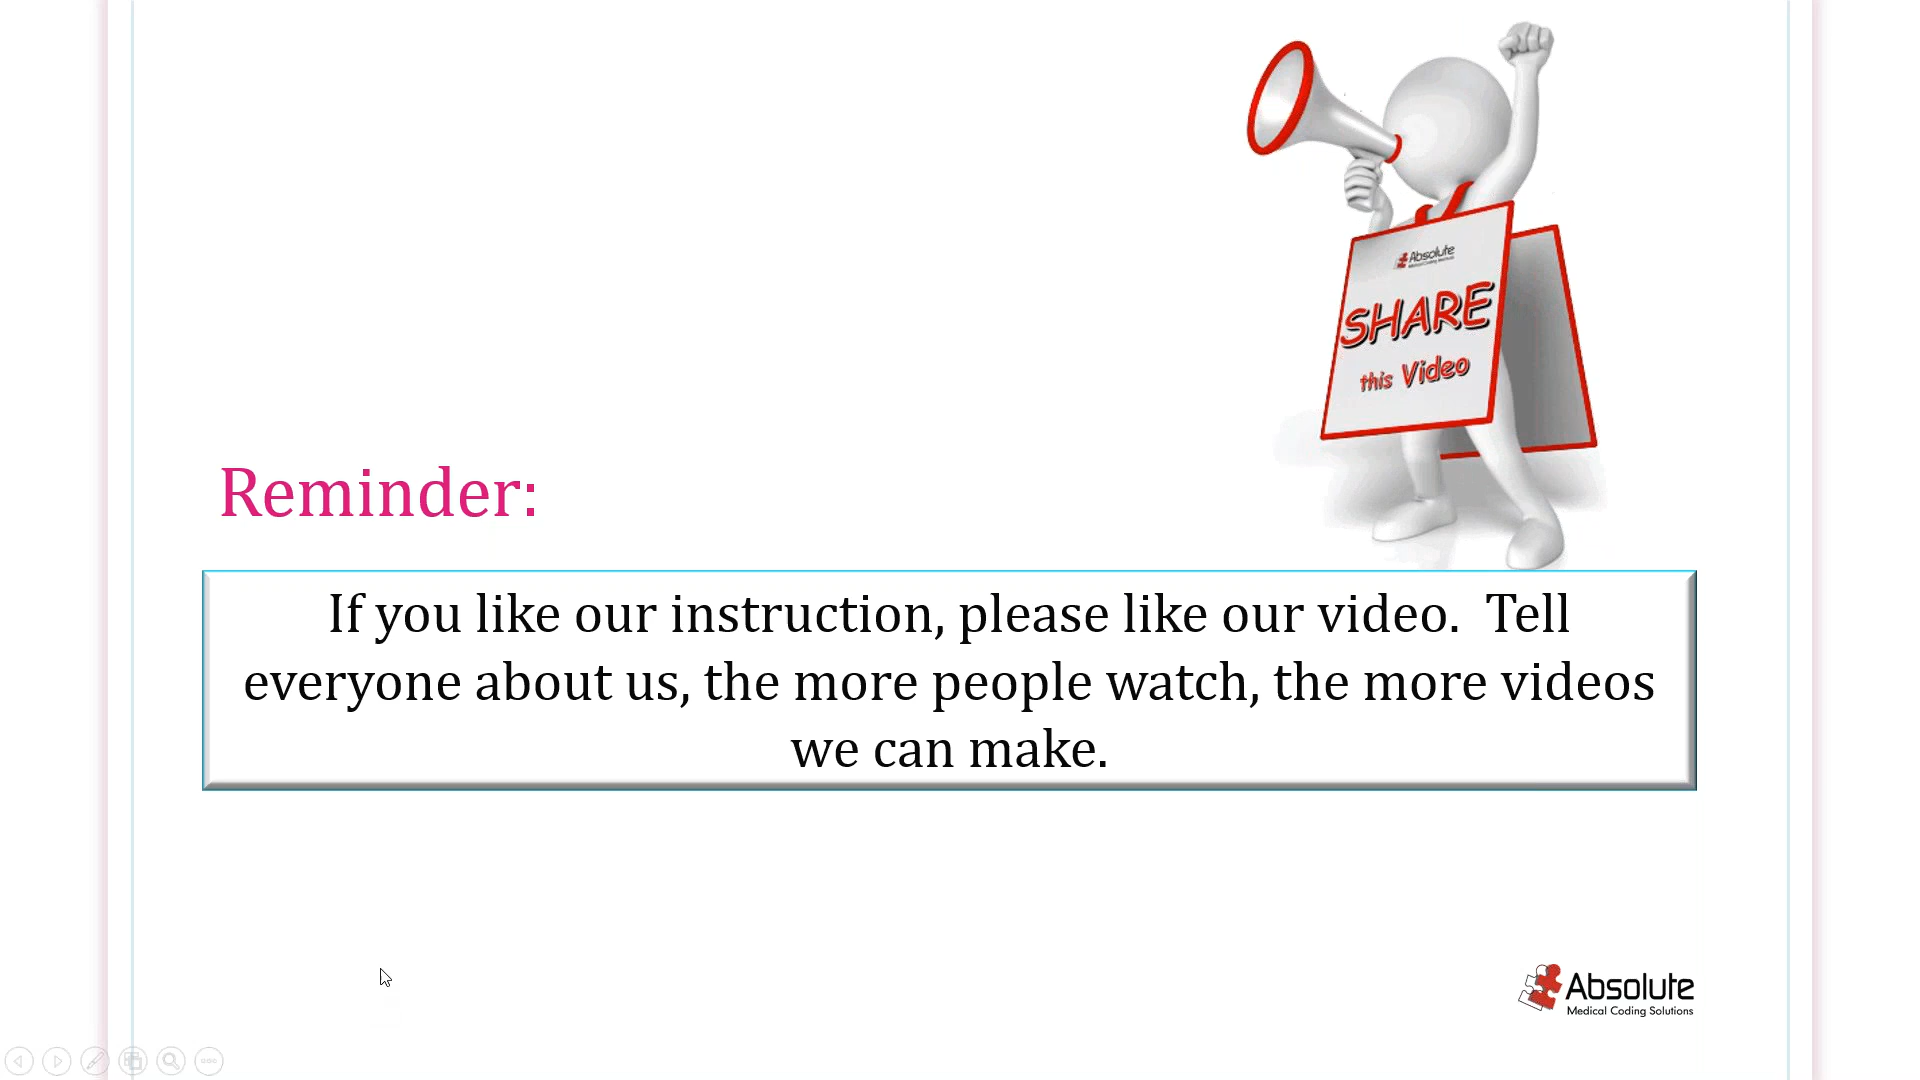 Absolute
SHARE
this Video
Reminder:
If you like our instruction, please like our video.  Tell
everyone about us, the more people watch, the more videos
we can make.
Absolute
Medical Coding Solutions